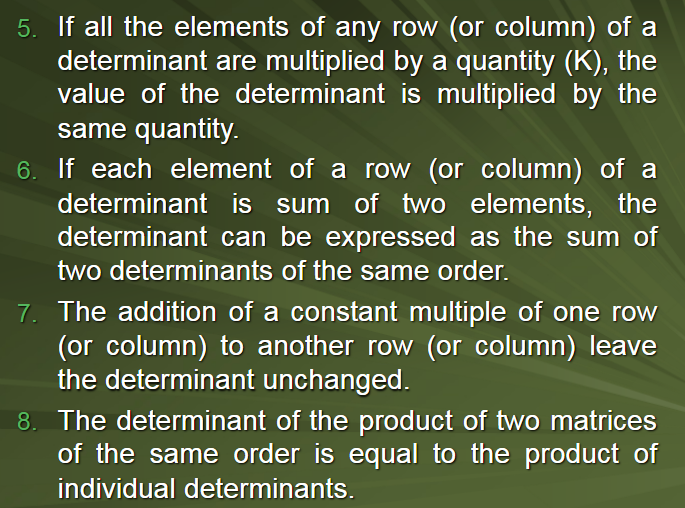 5. If all the elements of any row (or column) of a
determinant are multiplied by a quantity (K), the
value of the determinant is multiplied by the
same quantity.
6. If each element of a row (or column) of a
determinant is sum of two elements, the
determinant can be expressed as the sum of
two determinants of the same order.
7. The addition of a constant multiple of one row
(or column) to another row (or column) leave
the determinant unchanged.
8. The determinant of the product of two matrices
of the same order is equal to the product of
individual determinants.